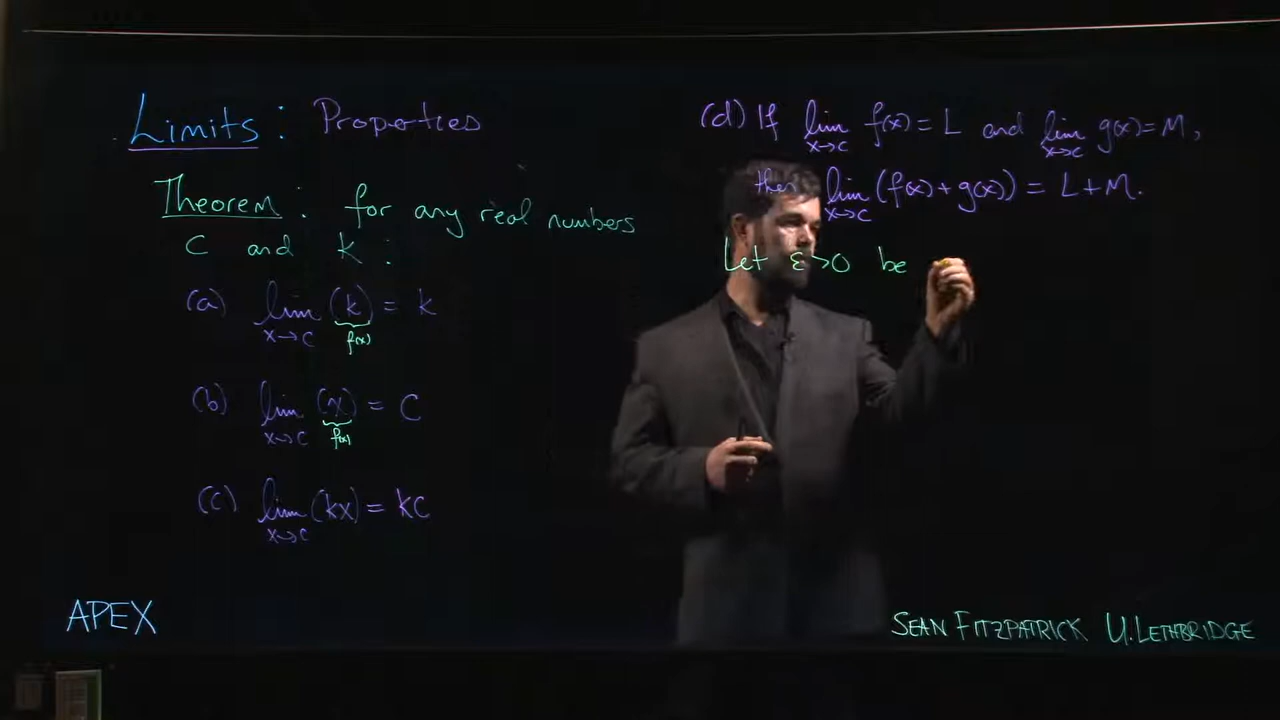 Limits: Properties
Theorem: for any real numbers
c and k:
(a) lim (k) = k
x→c f(x)
(b) lim (x) = c
x→c f(x)
(c) lim (kx) = kc
x→c
(d) If lim f(x) = L and lim g(x) = M,
x→c x→c
then lim (f(x) + g(x)) = L + M.
x→c
Let ε > 0 be
APEX
SEAN FITZPATRICK U. LETHBRIDGE